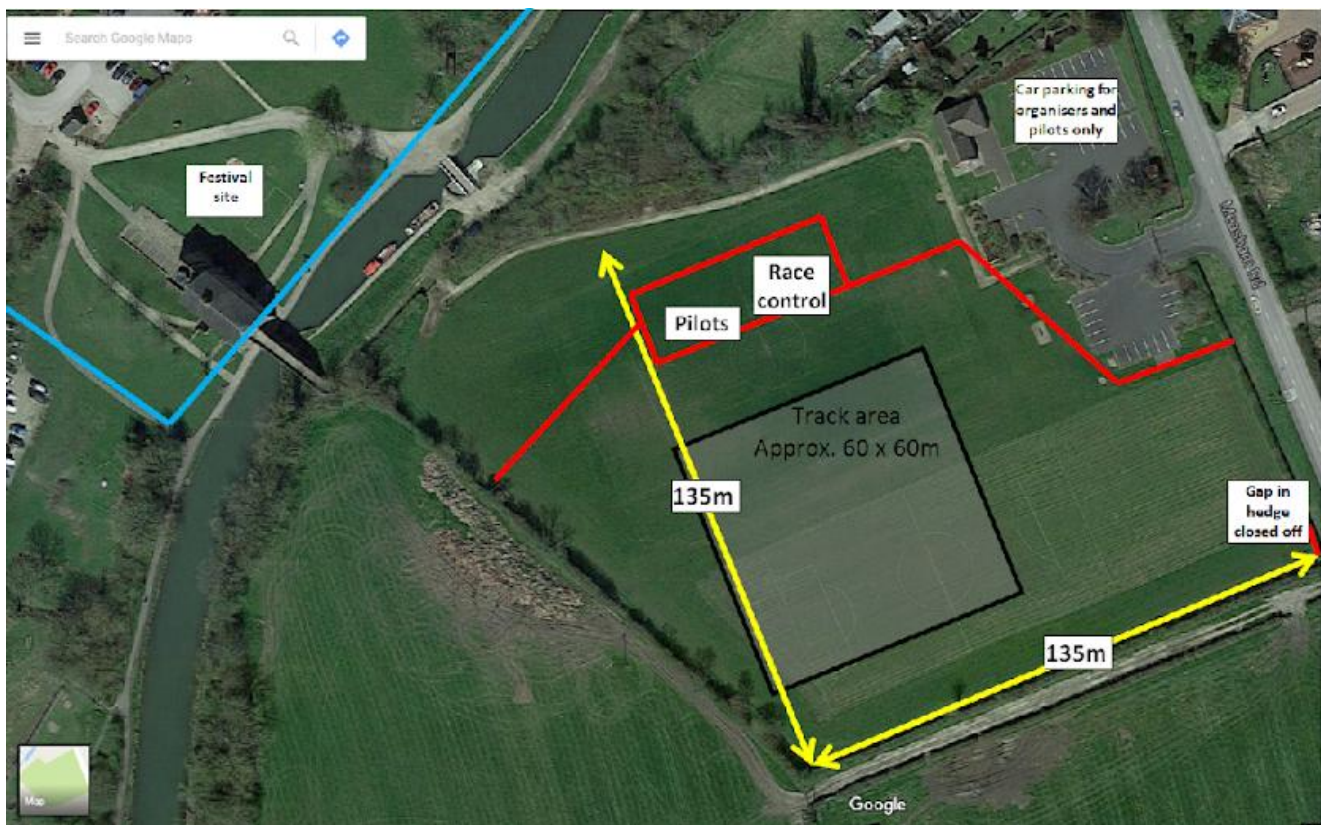 Search Google Maps
Car parking for
organisers and
pilots only
Festival
site
Race
control
Pilots
Track area
Approx. 60 x 60m
135m
Gap in
hedge
closed off
135m
Map
Google